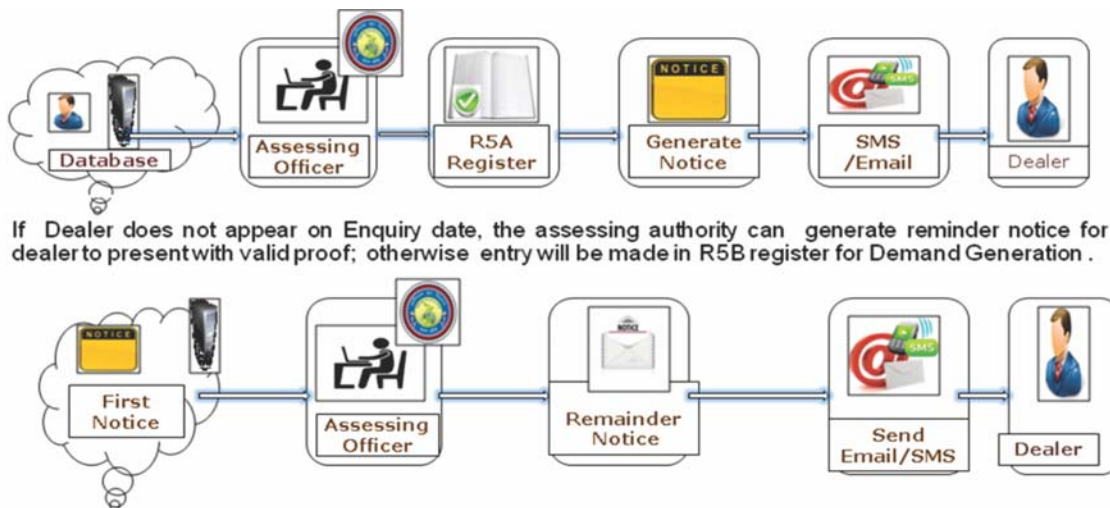 Database
Assessing
Officer
R5A
Register
NOTICE
Generate
Notice
SMS
SMS
/Email
Dealer
If Dealer does not appear on Enquiry date, the assessing authority can generate reminder notice for
dealer to present with valid proof; otherwise entry will be made in R5B register for Demand Generation .
NOTICE
First
Notice
Assessing
Officer
NOTICE
Remainder
Notice
SMS
Send
Email/SMS
Dealer